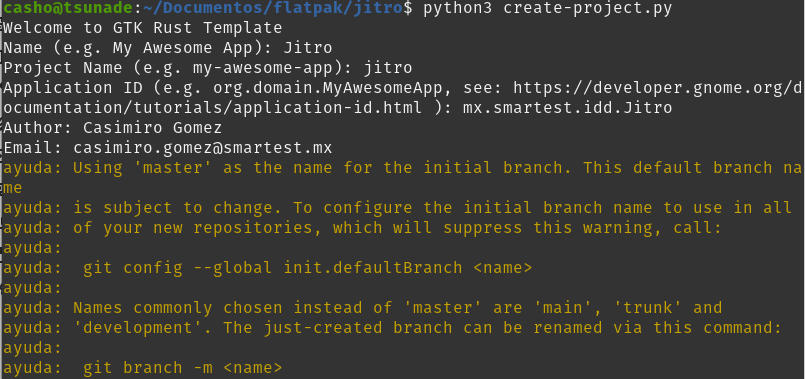 casho@tsunade:~/Documentos/flatpak/jitro$ python3 create-project.py
Welcome to GTK Rust Template
Name (e.g. My Awesome App): Jitro
Project Name (e.g. my-awesome-app): jitro
Application ID (e.g. org.domain.MyAwesomeApp, see: https://developer.gnome.org/d
ocumentation/tutorials/application-id.html ): mx.smartest.idd.Jitro
Author: Casimiro Gomez
Email: casimiro.gomez@smartest.mx
ayuda: Using 'master' as the name for the initial branch. This default branch na
me
ayuda: is subject to change. To configure the initial branch name to use in all
ayuda: of your new repositories, which will suppress this warning, call:
ayuda:
ayuda:  git config --global init.defaultBranch <name>
ayuda:
ayuda: Names commonly chosen instead of 'master' are 'main', 'trunk' and
ayuda: 'development'. The just-created branch can be renamed via this command:
ayuda:
ayuda:  git branch -m <name>